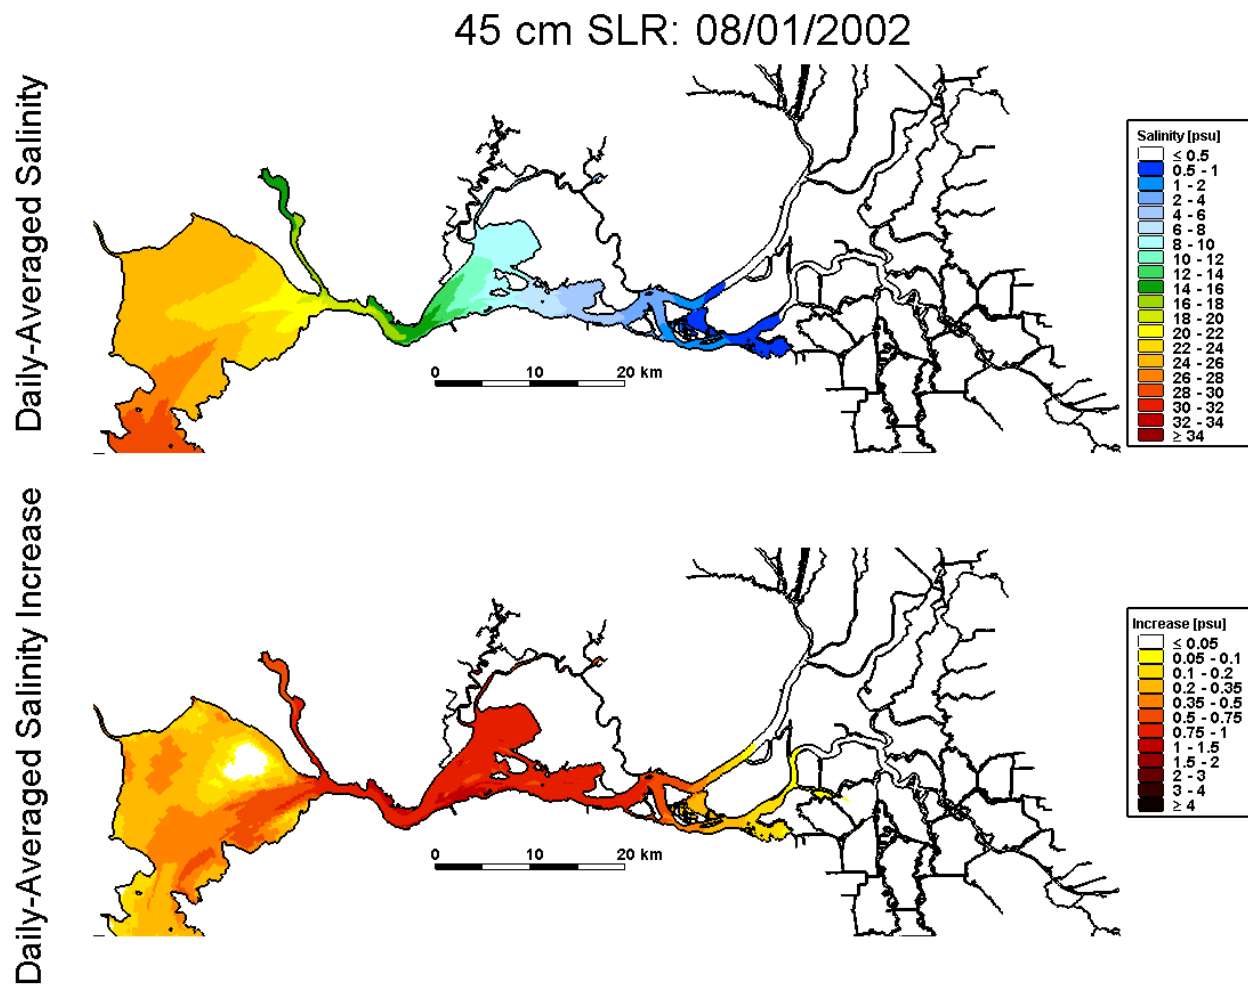 45 cm SLR: 08/01/2002
Daily-Averaged Salinity
Salinity [psu]
≤ 0.5
0.5 - 1
1 - 2
2 - 4
4 - 6
6 - 8
8 - 10
10 - 12
12 - 14
14 - 16
16 - 18
18 - 20
20 - 22
22 - 24
24 - 26
26 - 28
28 - 30
30 - 32
32 - 34
≥ 34
0 10 20 km
Daily-Averaged Salinity Increase
Increase [psu]
≤ 0.05
0.05 - 0.1
0.1 - 0.2
0.2 - 0.35
0.35 - 0.5
0.5 - 0.75
0.75 - 1
1 - 1.5
1.5 - 2
2 - 3
3 - 4
≥ 4
0 10 20 km